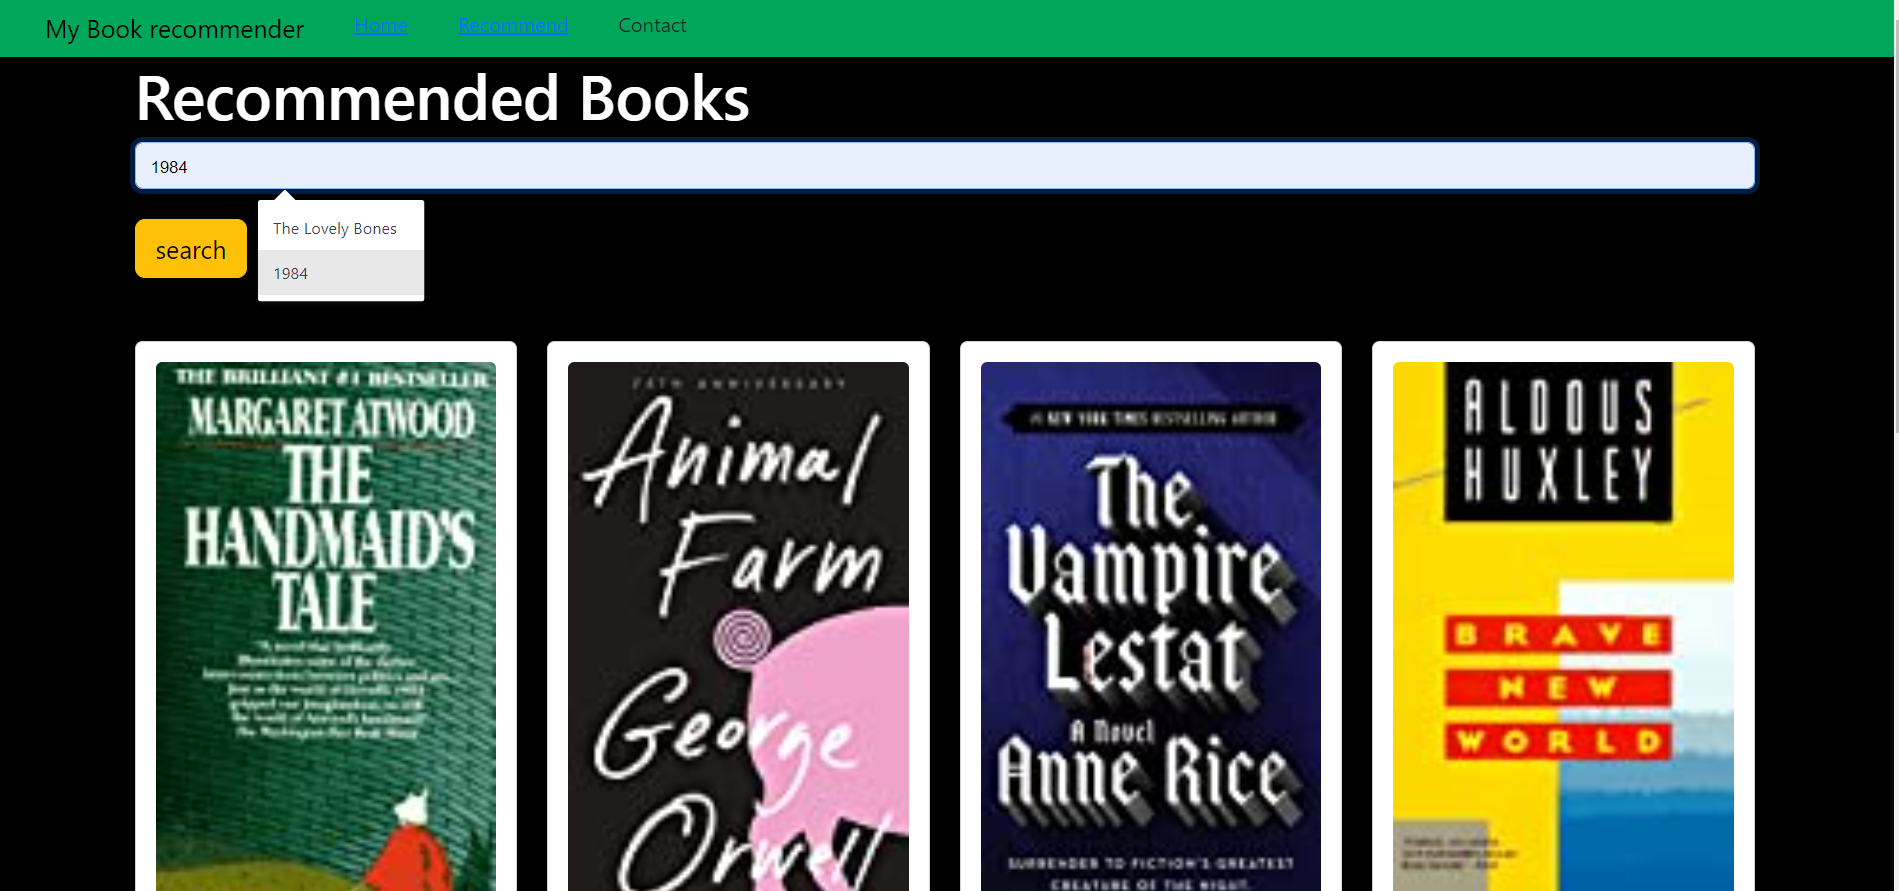 My Book recommender
Home
Recommend
Contact
Recommended Books
1984
The Lovely Bones
search
1984
THE BRILLIANT #1 BESTSELLER
MARGARET ATWOOD
THE
HANDMAID'S
TALE
ANNIVERSARY
Animal
Farm
George
Orwell
#1 NEW YORK TIMES BESTSELLING AUTHOR
The
Vampire
Lestat
A Novel
Anne Rice
SURRENDER TO FICTION'S GREATEST
CREATURE OF THE NIGHT.
ALDOUS
HUXLEY
BRAVE
NEW
WORLD